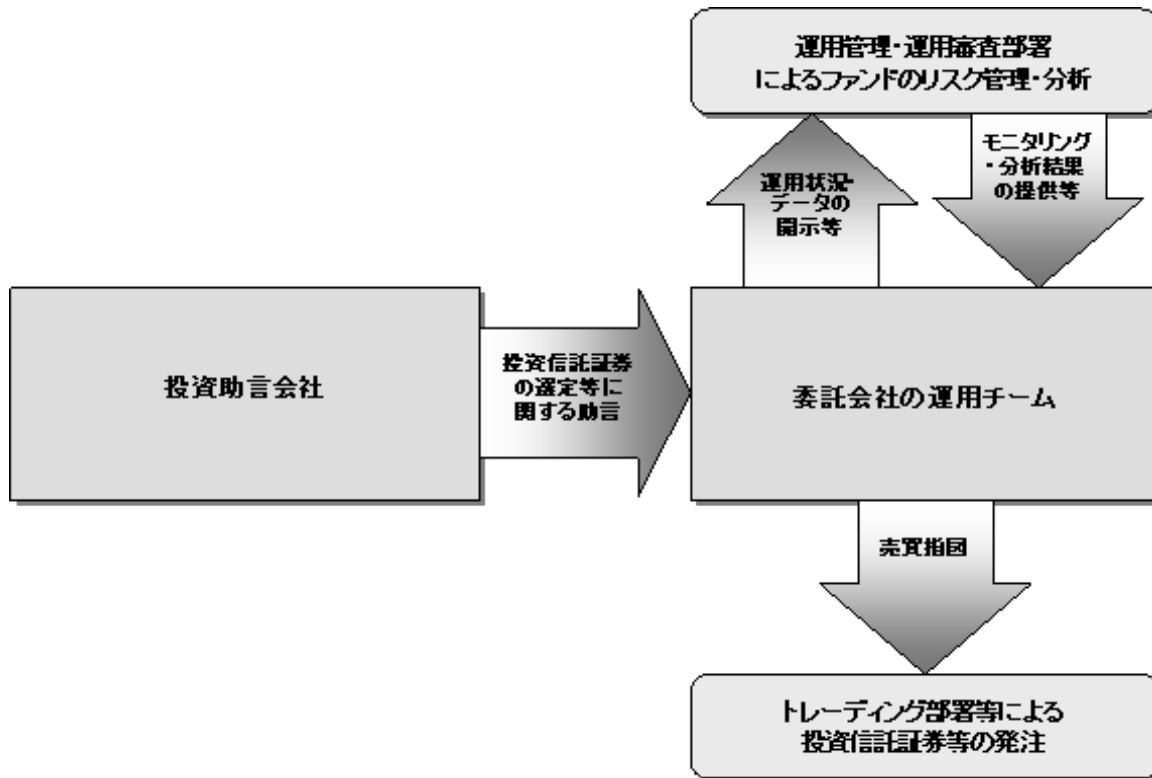 運用管理・運用審査部署
によるファンドのリスク管理・分析
モニタリング
・分析結果
の提供等
運用状況・
データの
開示等
投資助言会社
投資信託証券
の選定等に
関する助言
委託会社の運用チーム
売買指図
トレーディング部署等による
投資信託証券等の発注